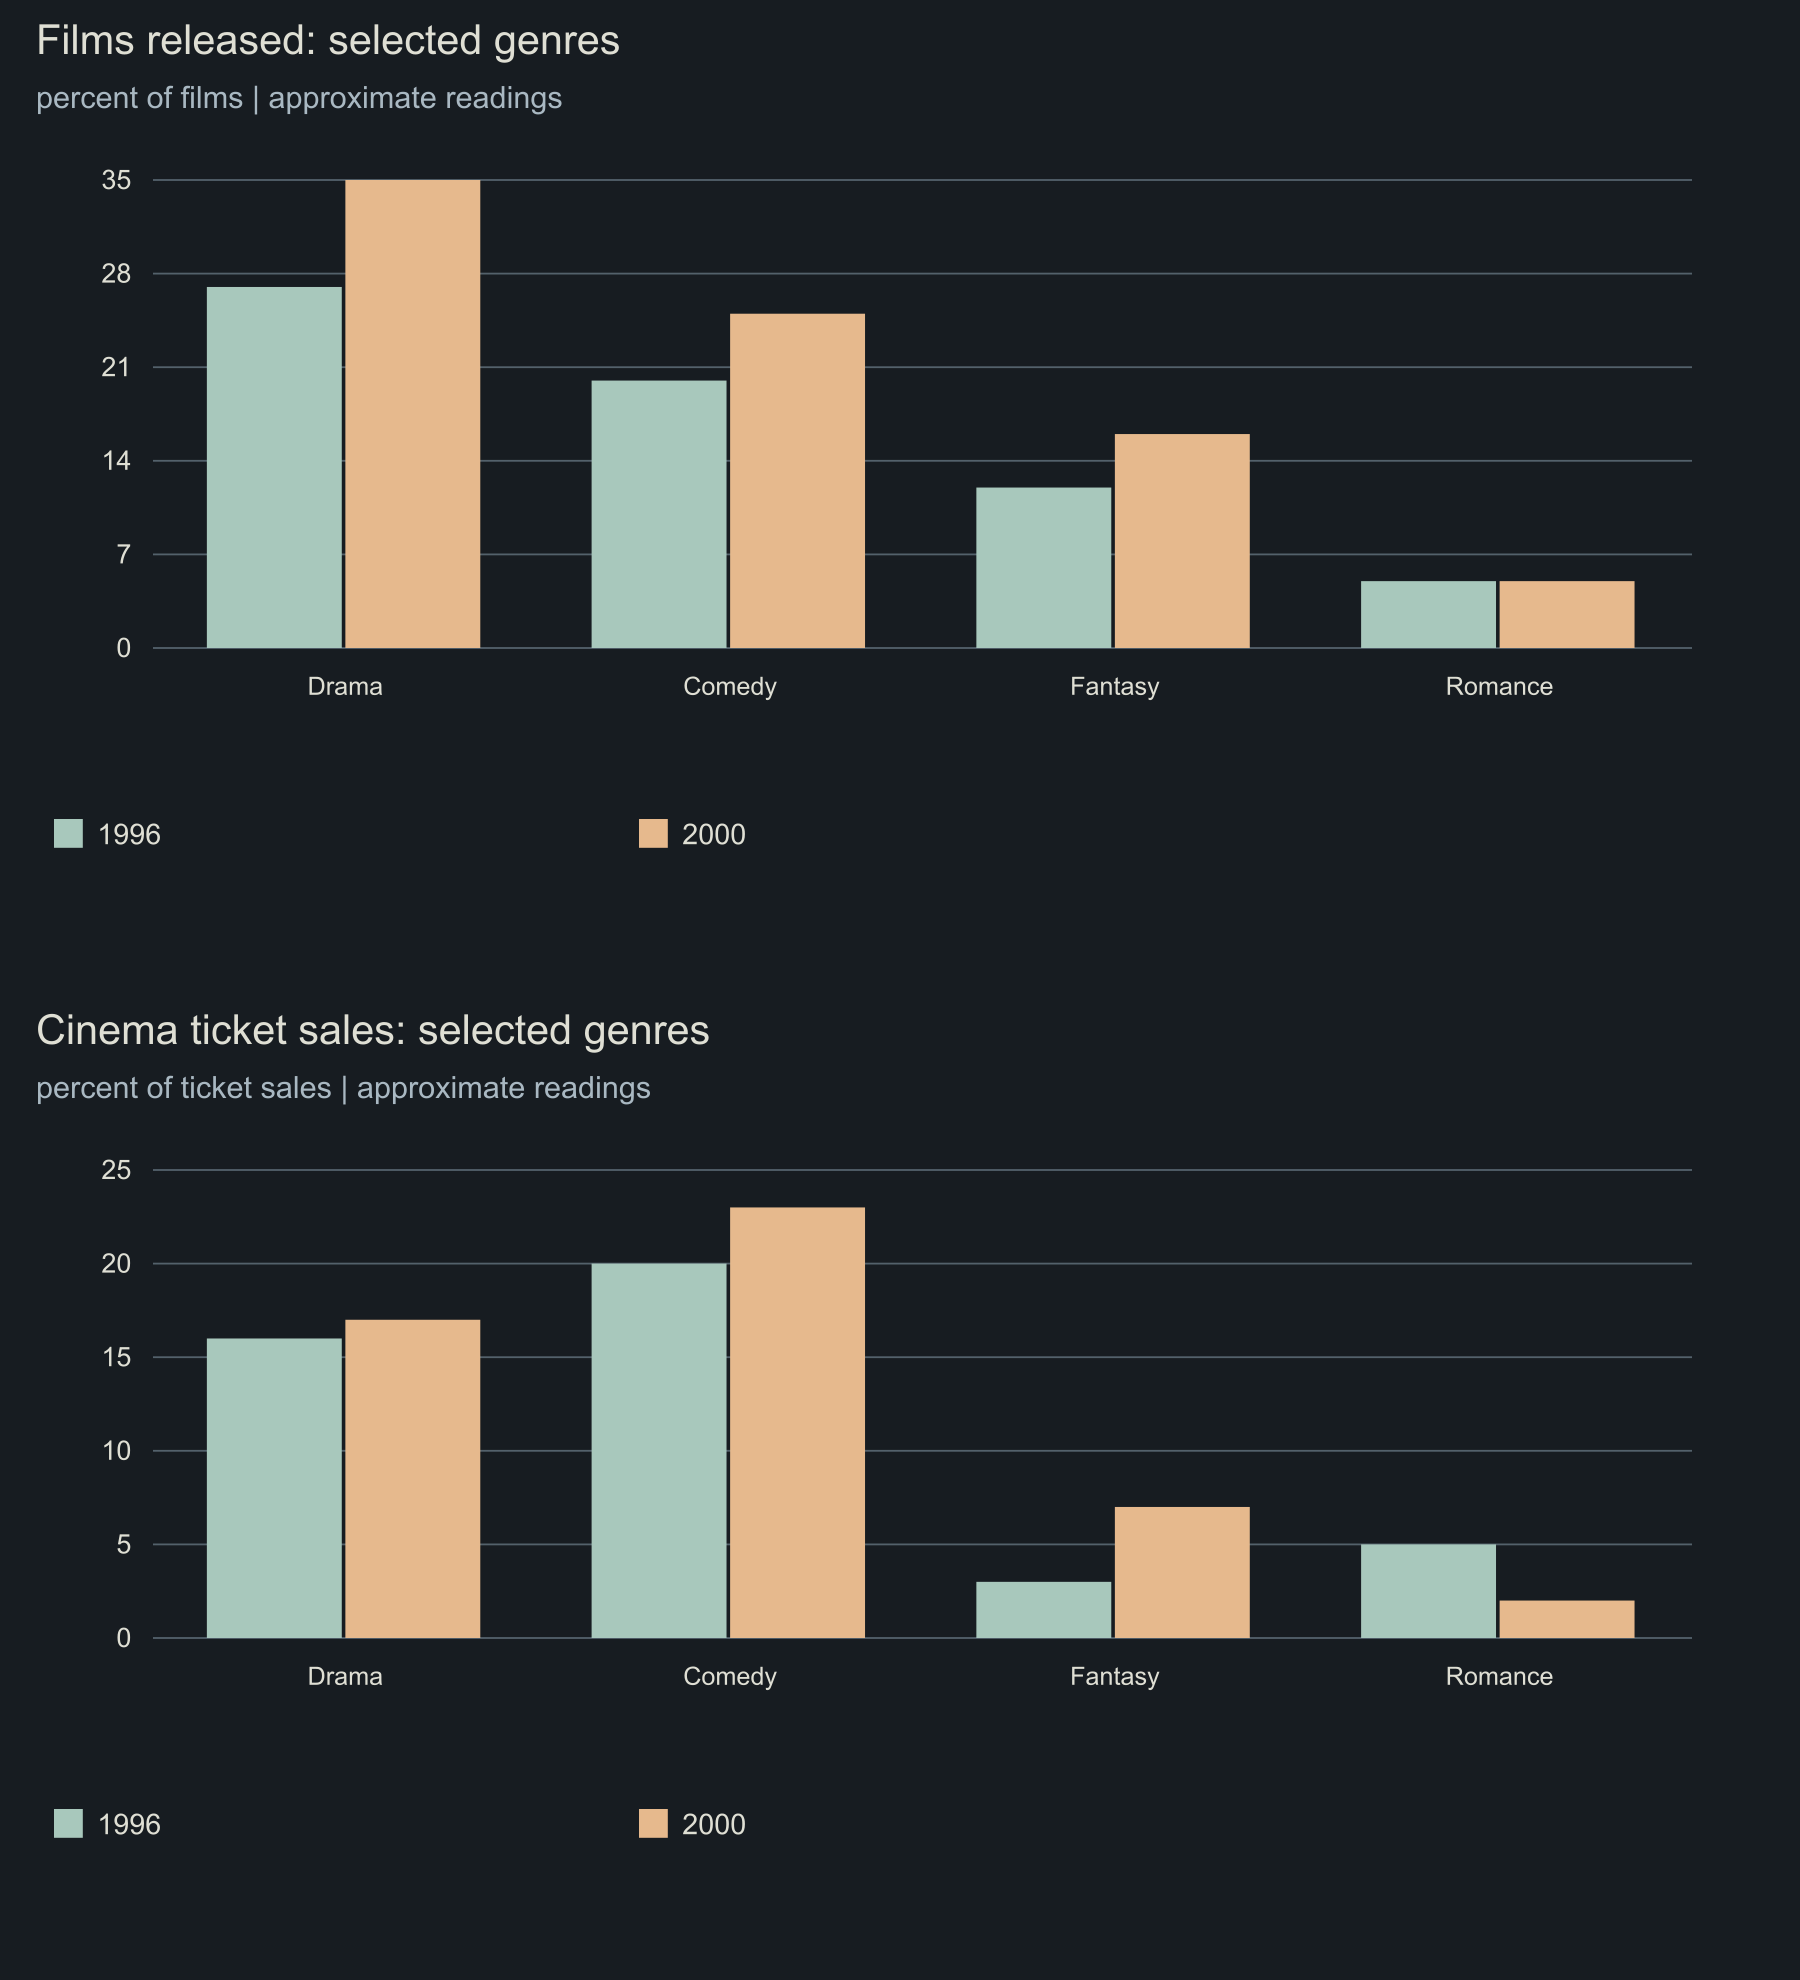 Films released: selected genres
percent of films | approximate readings
35
28
21
14
7
0
Drama Comedy Fantasy Romance
1996 2000
Cinema ticket sales: selected genres
percent of ticket sales | approximate readings
25
20
15
10
5
0
Drama Comedy Fantasy Romance
1996 2000